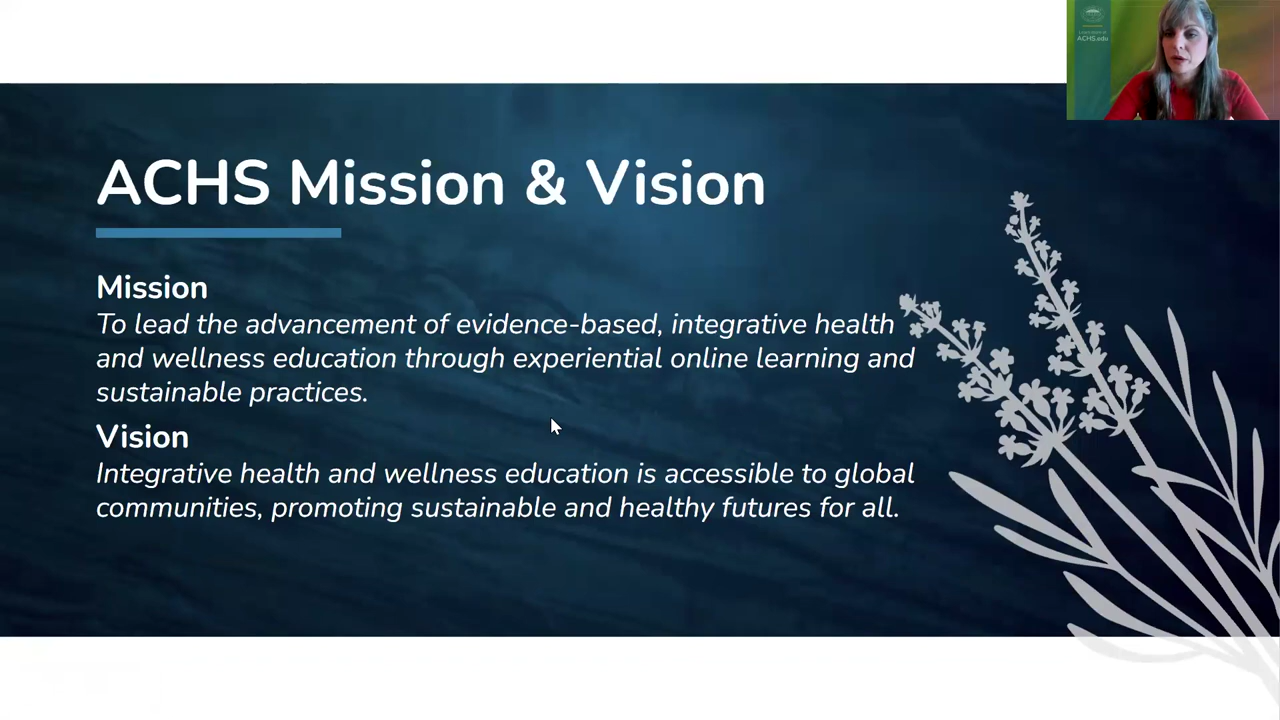 ACHS.edu
ACHS Mission & Vision
Mission
To lead the advancement of evidence-based, integrative health
and wellness education through experiential online learning and
sustainable practices.
Vision
Integrative health and wellness education is accessible to global
communities, promoting sustainable and healthy futures for all.